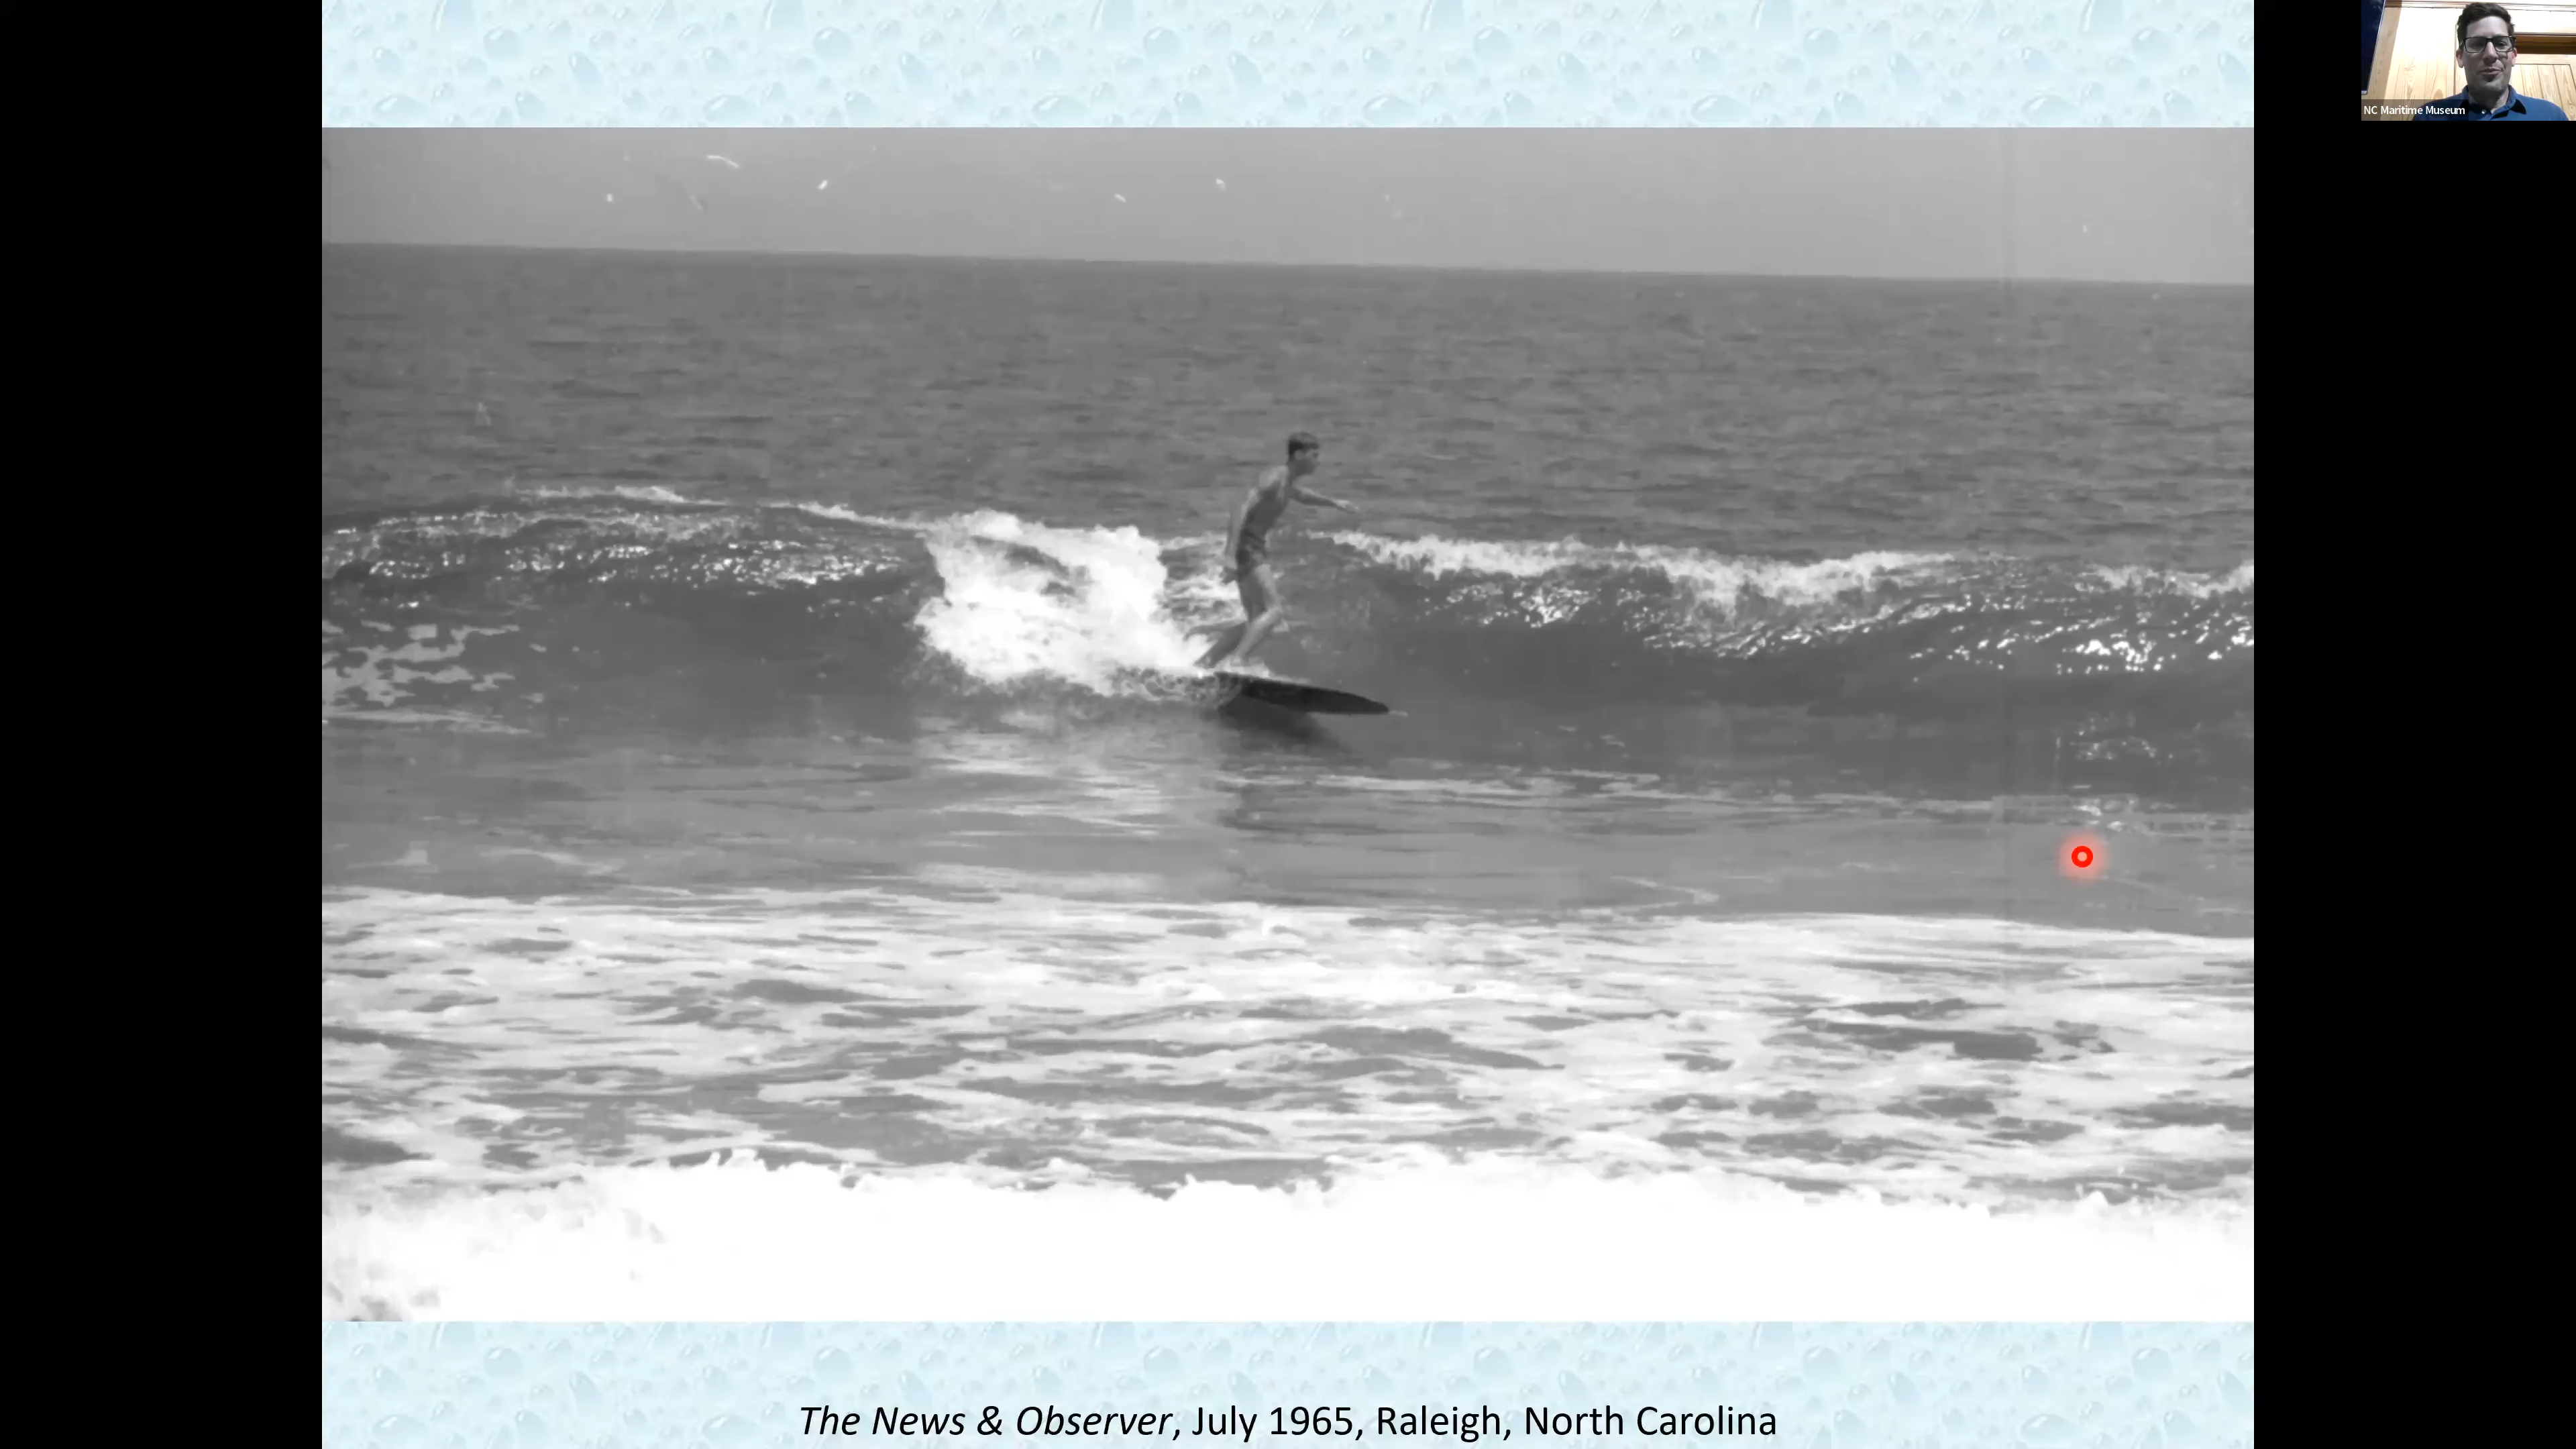 NC Maritime Museum
The News & Observer, July 1965, Raleigh, North Carolina